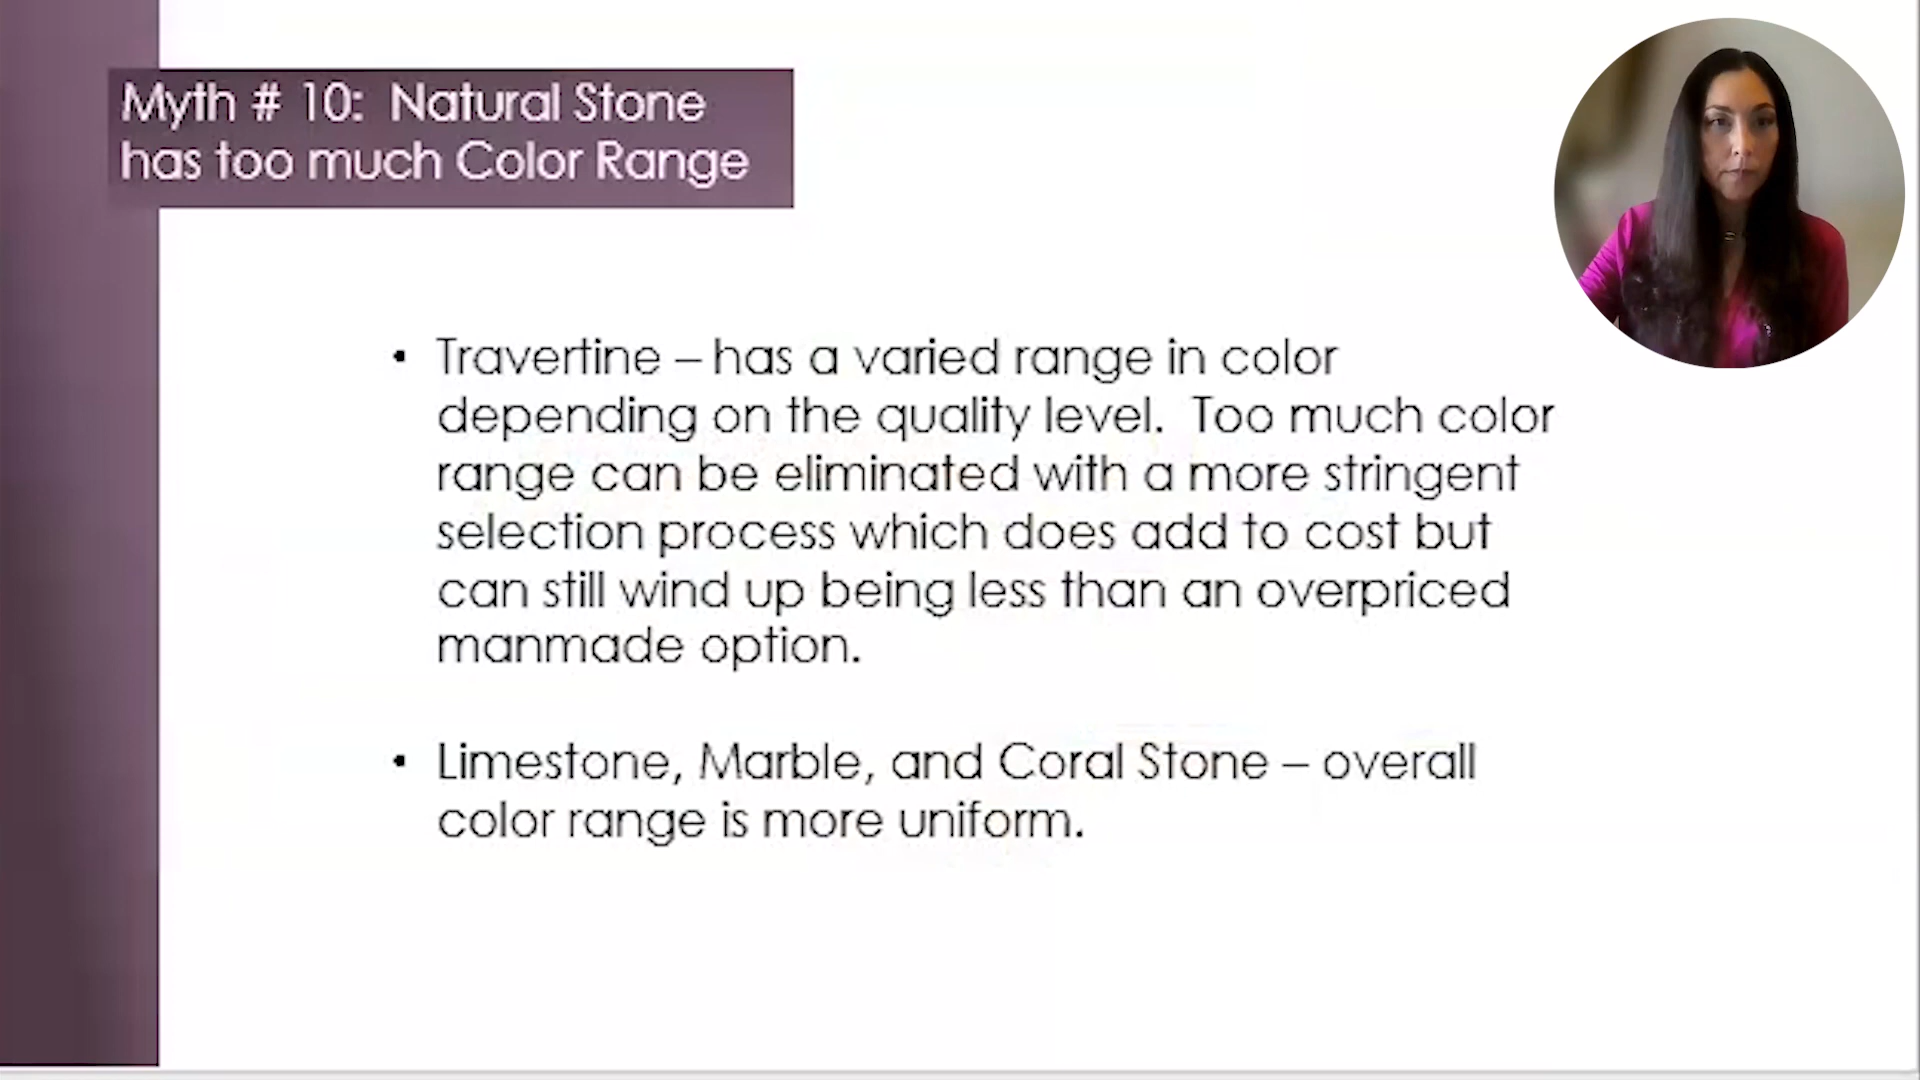 Myth # 10:  Natural Stone
has too much Color Range
• Travertine – has a varied range in color
depending on the quality level.  Too much color
range can be eliminated with a more stringent
selection process which does add to cost but
can still wind up being less than an overpriced
manmade option.
• Limestone, Marble, and Coral Stone – overall
color range is more uniform.